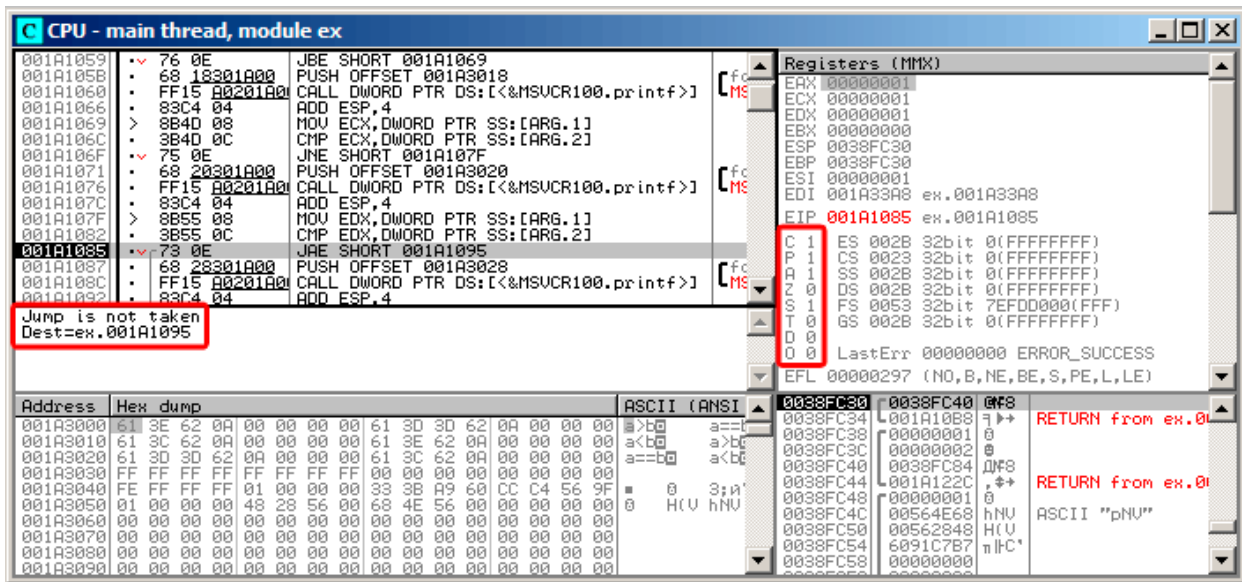 C CPU - main thread, module ex
001A1059 76 0E JBE SHORT 001A1069
001A105B 68 18301A00 PUSH OFFSET 001A3018
001A1060 FF15 A0201A0 CALL DWORD PTR DS:[<&MSVCR100.printf>]
001A1066 83C4 04 ADD ESP,4
001A1069 > 8B4D 08 MOV ECX,DWORD PTR SS:[ARG.1]
001A106C 3B4D 0C CMP ECX,DWORD PTR SS:[ARG.2]
001A106F 75 0E JNE SHORT 001A107F
001A1071 68 20301A00 PUSH OFFSET 001A3020
001A1076 FF15 A0201A0 CALL DWORD PTR DS:[<&MSVCR100.printf>]
001A107C 83C4 04 ADD ESP,4
001A107F > 8B55 08 MOV EDX,DWORD PTR SS:[ARG.1]
001A1082 3B55 0C CMP EDX,DWORD PTR SS:[ARG.2]
001A1085 73 0E JAE SHORT 001A1095
001A1087 68 28301A00 PUSH OFFSET 001A3028
001A108C FF15 A0201A0 CALL DWORD PTR DS:[<&MSVCR100.printf>]
001A1092 83C4 04 ADD ESP,4
Jump is not taken
Dest=ex.001A1095
Registers (MMX)
EAX 00000001
ECX 00000001
EDX 00000001
EBX 00000000
ESP 0038FC30
EBP 0038FC30
ESI 00000001
EDI 001A33A8 ex.001A33A8
EIP 001A1085 ex.001A1085
C 1 ES 002B 32bit 0(FFFFFFFF)
P 1 CS 0023 32bit 0(FFFFFFFF)
A 1 SS 002B 32bit 0(FFFFFFFF)
Z 0 DS 002B 32bit 0(FFFFFFFF)
S 1 FS 0053 32bit 7EFDD000(FFF)
T 0 GS 002B 32bit 0(FFFFFFFF)
D 0
O 0 LastErr 00000000 ERROR_SUCCESS
EFL 00000297 (NO,B,NE,BE,S,PE,L,LE)
Address Hex dump ASCII (ANSI
001A3000 61 3E 62 0A 00 00 00 00 61 3D 3D 62 0A 00 00 00 a>b a==b
001A3010 61 3C 62 0A 00 00 00 00 61 3E 62 0A 00 00 00 00 a<b a>b
001A3020 61 3D 3D 62 0A 00 00 00 61 3C 62 0A 00 00 00 00 a==b a<b
001A3030 FF FF FF FF FF FF FF FF 00 00 00 00 00 00 00 00
001A3040 FE FF FF FF 01 00 00 00 33 3B A9 60 CC C4 56 9F
001A3050 01 00 00 00 48 28 56 00 68 4E 56 00 00 00 00 00 H(V hNV
001A3060 00 00 00 00 00 00 00 00 00 00 00 00 00 00 00 00
001A3070 00 00 00 00 00 00 00 00 00 00 00 00 00 00 00 00
001A3080 00 00 00 00 00 00 00 00 00 00 00 00 00 00 00 00
001A3090 00 00 00 00 00 00 00 00 00 00 00 00 00 00 00 00
0038FC30 0038FC40
0038FC34 001A10B8 RETURN from ex.0
0038FC38 00000001
0038FC3C 00000002
0038FC40 0038FC84
0038FC44 001A122C RETURN from ex.0
0038FC48 00000001
0038FC4C 00564E68 hNV ASCII "pNV"
0038FC50 00562848 H(V
0038FC54 6091C7B7
0038FC58 00000000